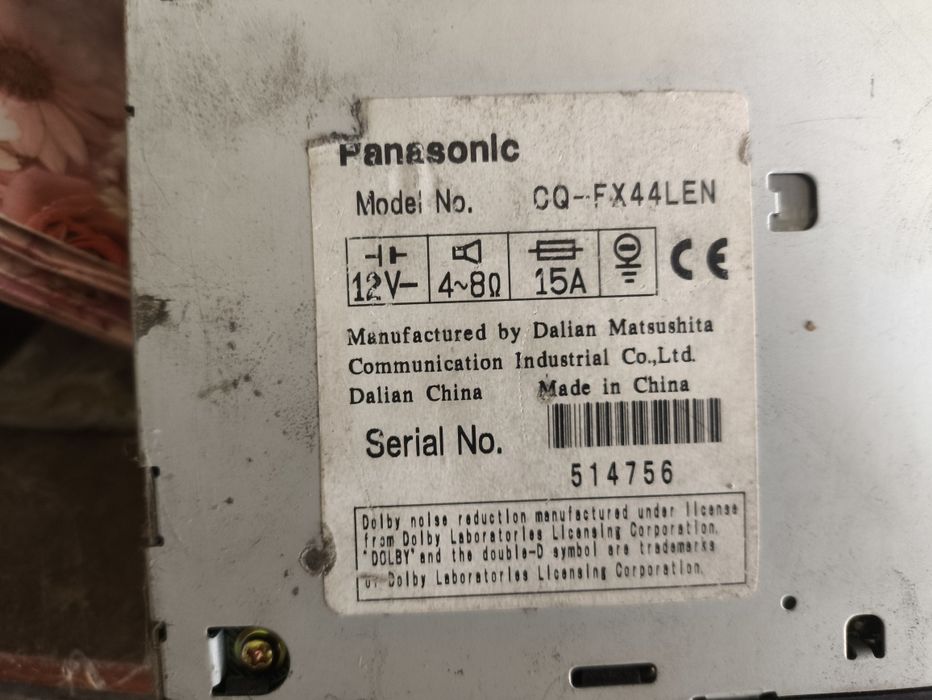 Panasonic
Model No. CQ-FX44LEN
12V 4~8Ω 15A CE
Manufactured by Dalian Matsushita
Communication Industrial Co.,Ltd.
Dalian China Made in China
Serial No.
514756
Dolby noise reduction manufactured under license
from Dolby Laboratories Licensing Corporation.
"DOLBY" and the double-D symbol are trademarks
of Dolby Laboratories Licensing Corporation.